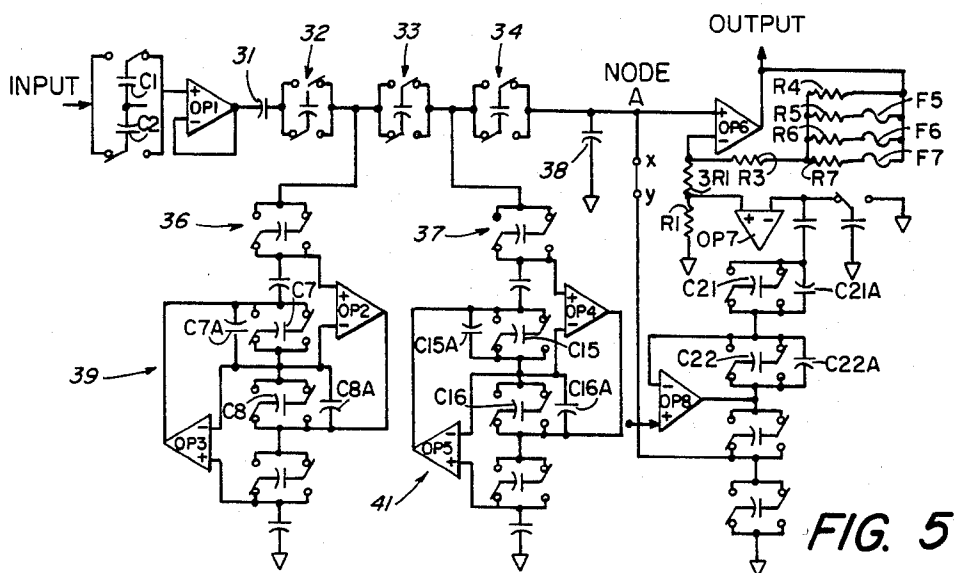 OUTPUT
INPUT
C1
C2
OP1
31
32
33
34
NODE
A
38
x
y
OP6
R4
R5
R6
F5
F6
F7
3R1
R3
R7
R1
OP7
36
37
C7
C7A
OP2
39
C8
C8A
OP3
C15A
C15
OP4
C16
C16A
OP5
41
C21
C21A
C22
C22A
OP8
FIG. 5